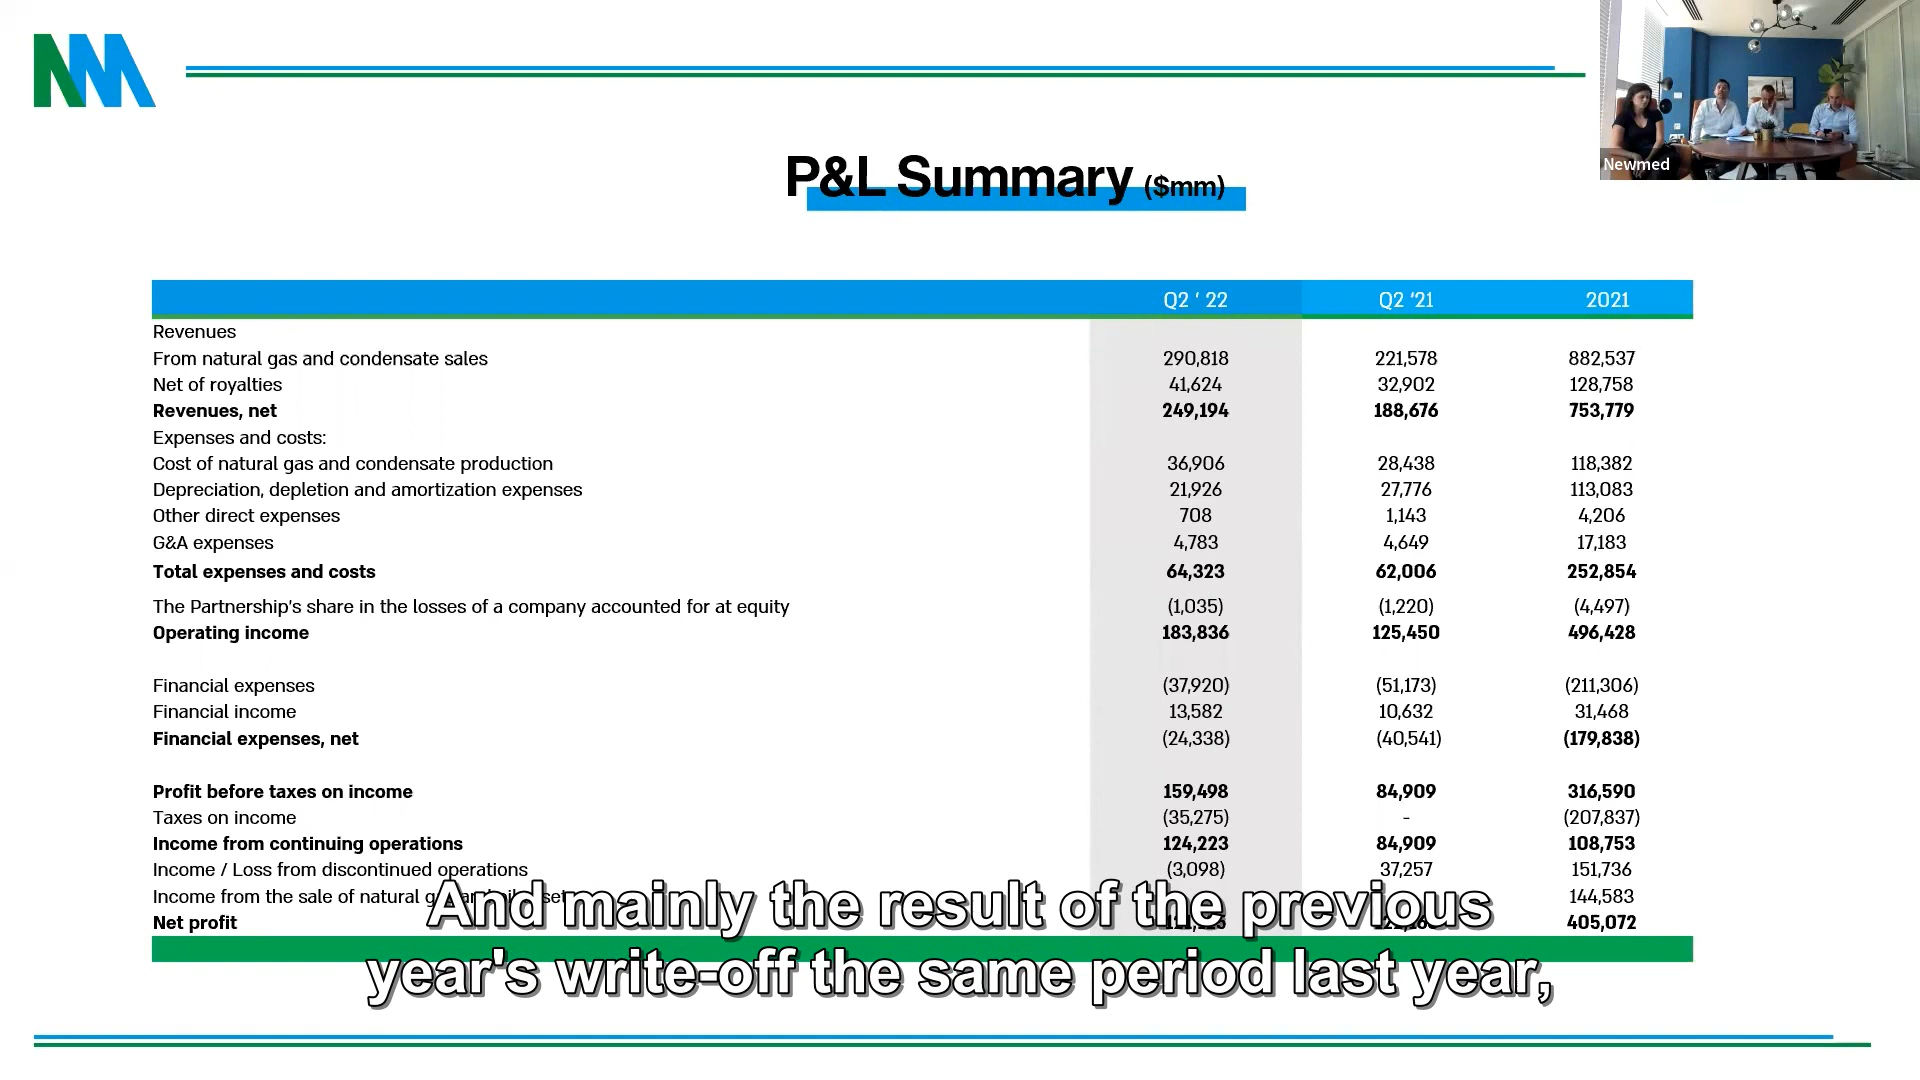 NM
P&L Summary ($mm)
Newmed
Q2 ' 22 Q2 '21 2021
Revenues
From natural gas and condensate sales 290,818 221,578 882,537
Net of royalties 41,624 32,902 128,758
Revenues, net 249,194 188,676 753,779
Expenses and costs:
Cost of natural gas and condensate production 36,906 28,438 118,382
Depreciation, depletion and amortization expenses 21,926 27,776 113,083
Other direct expenses 708 1,143 4,206
G&A expenses 4,783 4,649 17,183
Total expenses and costs 64,323 62,006 252,854
The Partnership's share in the losses of a company accounted for at equity (1,035) (1,220) (4,497)
Operating income 183,836 125,450 496,428
Financial expenses (37,920) (51,173) (211,306)
Financial income 13,582 10,632 31,468
Financial expenses, net (24,338) (40,541) (179,838)
Profit before taxes on income 159,498 84,909 316,590
Taxes on income (35,275) - (207,837)
Income from continuing operations 124,223 84,909 108,753
Income / Loss from discontinued operations (3,098) 37,257 151,736
Income from the sale of natural 144,583
Net profit 405,072
And mainly the result of the previous
year's write-off the same period last year,